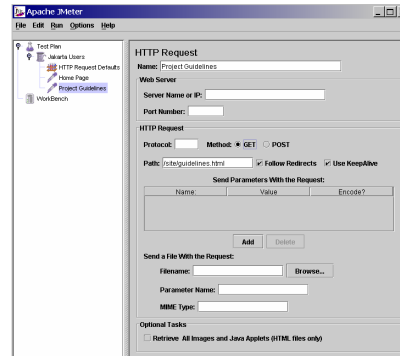 Apache JMeter
File Edit Run Options Help
Test Plan
Jakarta Users
HTTP Request Defaults
Home Page
Project Guidelines
WorkBench
HTTP Request
Name: Project Guidelines
Web Server
Server Name or IP:
Port Number:
HTTP Request
Protocol: Method: GET POST
Path: /site/guidelines.html Follow Redirects Use KeepAlive
Send Parameters With the Request:
Name: Value Encode?
Add Delete
Send a File With the Request:
Filename: Browse...
Parameter Name:
MIME Type:
Optional Tasks
Retrieve All Images and Java Applets (HTML files only)